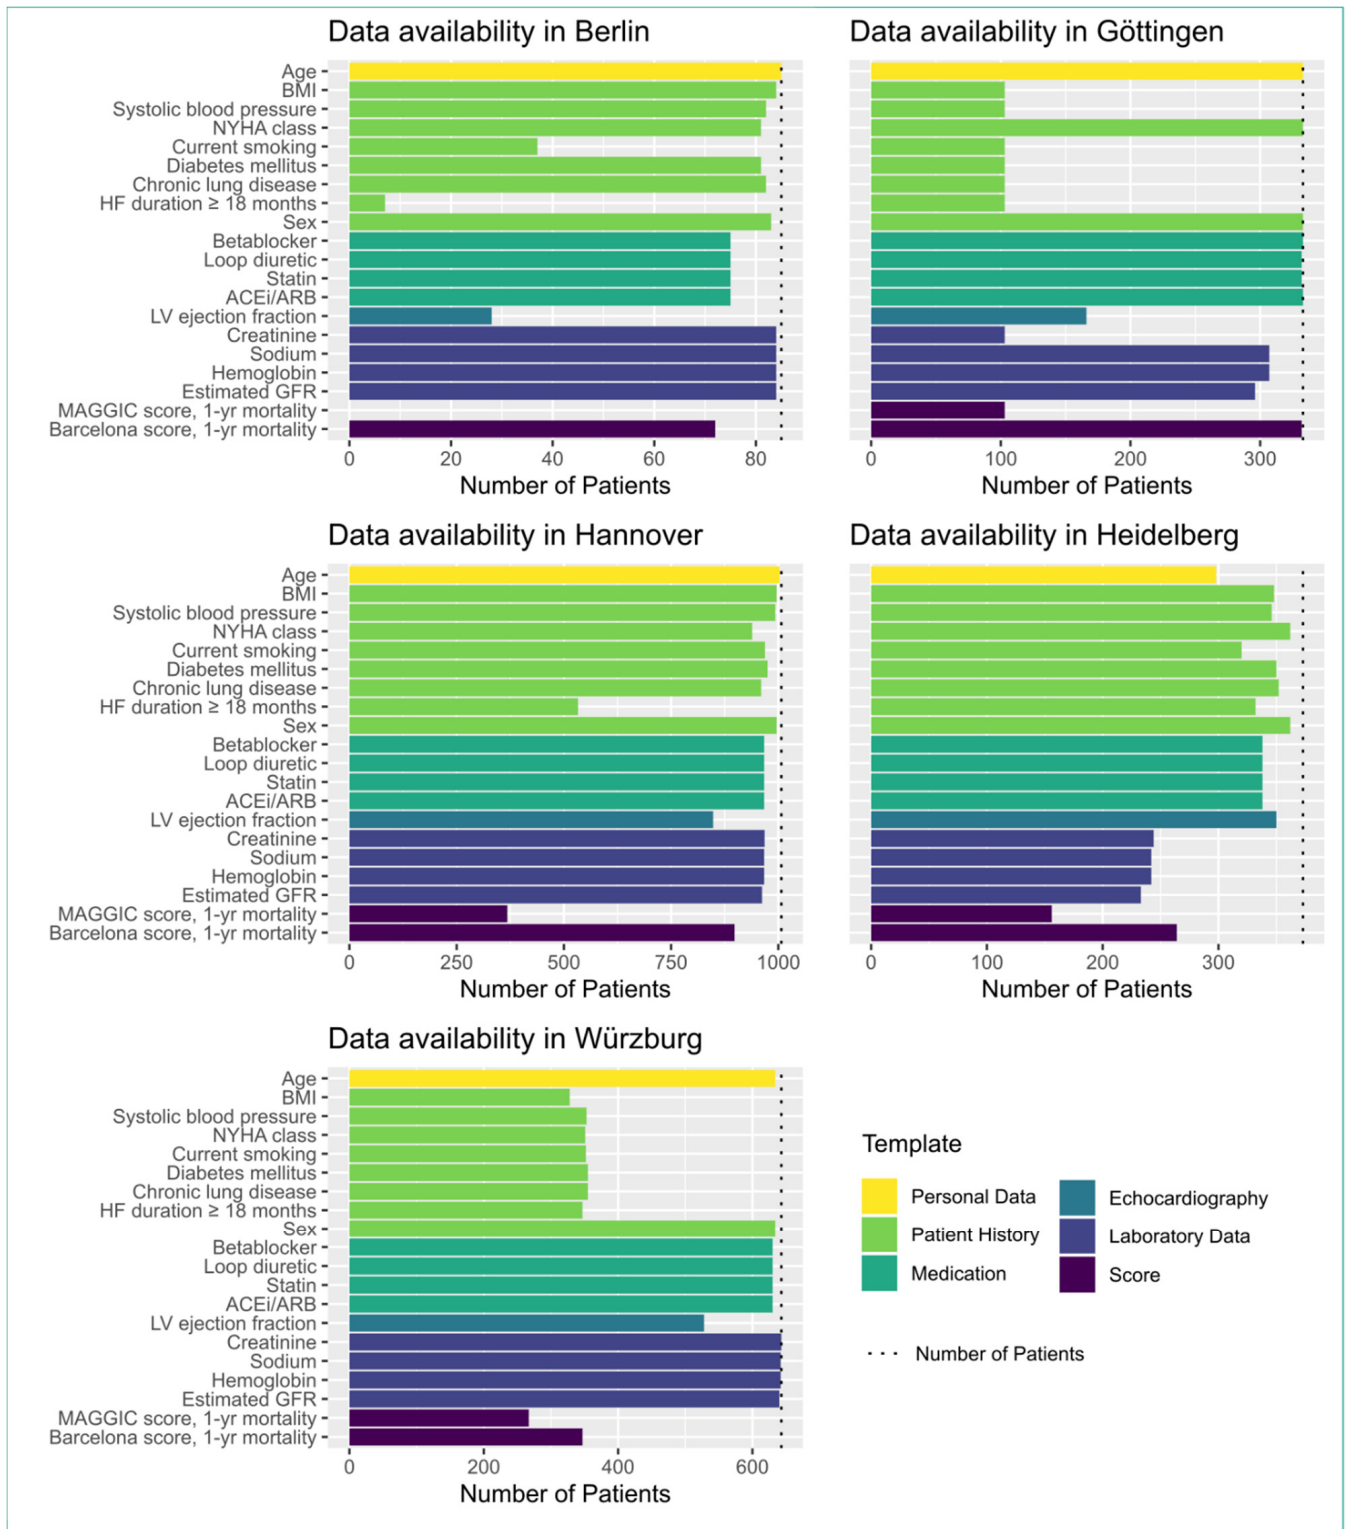 Data availability in Berlin
Age
BMI
Systolic blood pressure
NYHA class
Current smoking
Diabetes mellitus
Chronic lung disease
HF duration ≥ 18 months
Sex
Betablocker
Loop diuretic
Statin
ACEi/ARB
LV ejection fraction
Creatinine
Sodium
Hemoglobin
Estimated GFR
MAGGIC score, 1-yr mortality
Barcelona score, 1-yr mortality
0 20 40 60 80
Number of Patients
Data availability in Göttingen
0 100 200 300
Number of Patients
Data availability in Hannover
Age
BMI
Systolic blood pressure
NYHA class
Current smoking
Diabetes mellitus
Chronic lung disease
HF duration ≥ 18 months
Sex
Betablocker
Loop diuretic
Statin
ACEi/ARB
LV ejection fraction
Creatinine
Sodium
Hemoglobin
Estimated GFR
MAGGIC score, 1-yr mortality
Barcelona score, 1-yr mortality
0 250 500 750 1000
Number of Patients
Data availability in Heidelberg
0 100 200 300
Number of Patients
Data availability in Würzburg
Age
BMI
Systolic blood pressure
NYHA class
Current smoking
Diabetes mellitus
Chronic lung disease
HF duration ≥ 18 months
Sex
Betablocker
Loop diuretic
Statin
ACEi/ARB
LV ejection fraction
Creatinine
Sodium
Hemoglobin
Estimated GFR
MAGGIC score, 1-yr mortality
Barcelona score, 1-yr mortality
0 200 400 600
Number of Patients
Template
Personal Data
Patient History
Medication
Echocardiography
Laboratory Data
Score
Number of Patients